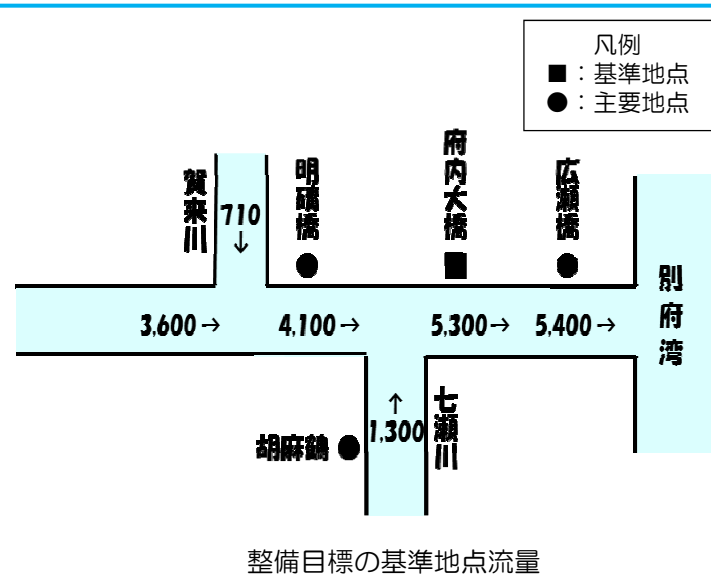 凡例
■：基準地点
●：主要地点
賀来川
710
↓
明磧橋
●
府内大橋
■
広瀬橋
●
別府湾
3,600→
4,100→
5,300→
5,400→
↑
1,300
七瀬川
胡麻鶴●
整備目標の基準地点流量